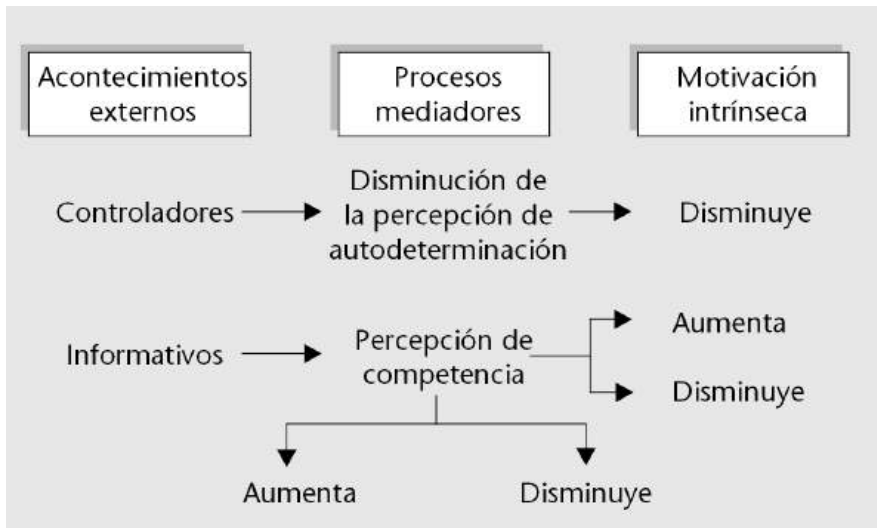 Acontecimientos
externos
Procesos
mediadores
Motivación
intrínseca
Controladores
Disminución de
la percepción de
autodeterminación
Disminuye
Informativos
Percepción de
competencia
Aumenta
Disminuye
Aumenta
Disminuye